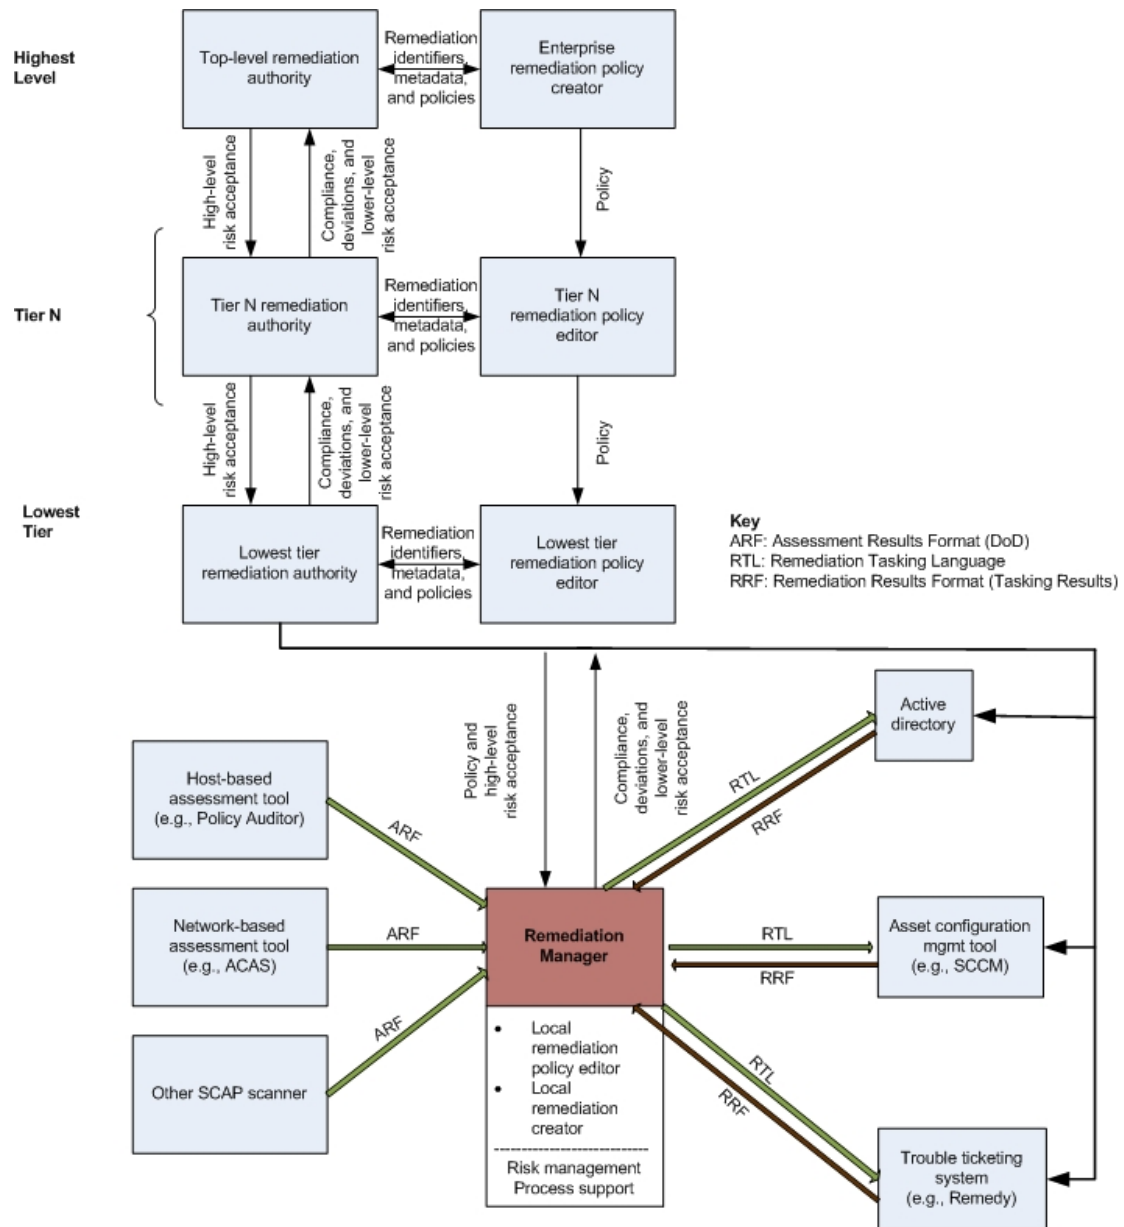 Highest
Level
Top-level remediation
authority
Remediation
identifiers,
metadata,
and policies
Enterprise
remediation policy
creator
High-level
risk acceptance
Compliance,
deviations, and
lower-level
risk acceptance
Policy
Tier N
Tier N remediation
authority
Remediation
identifiers,
metadata,
and policies
Tier N
remediation policy
editor
High-level
risk acceptance
Compliance,
deviations, and
lower-level
risk acceptance
Policy
Lowest
Tier
Lowest tier
remediation authority
Remediation
identifiers,
metadata,
and policies
Lowest tier
remediation policy
editor
Key
ARF: Assessment Results Format (DoD)
RTL: Remediation Tasking Language
RRF: Remediation Results Format (Tasking Results)
Policy and
high-level
risk acceptance
Compliance,
deviations, and
lower-level
risk acceptance
Active
directory
RTL
RRF
Host-based
assessment tool
(e.g., Policy Auditor)
ARF
Network-based
assessment tool
(e.g., ACAS)
ARF
Remediation
Manager
RTL
RRF
Asset configuration
mgmt tool
(e.g., SCCM)
Other SCAP scanner
ARF
• Local
remediation
policy editor
• Local
remediation
creator
Risk management
Process support
RTL
RRF
Trouble ticketing
system
(e.g., Remedy)